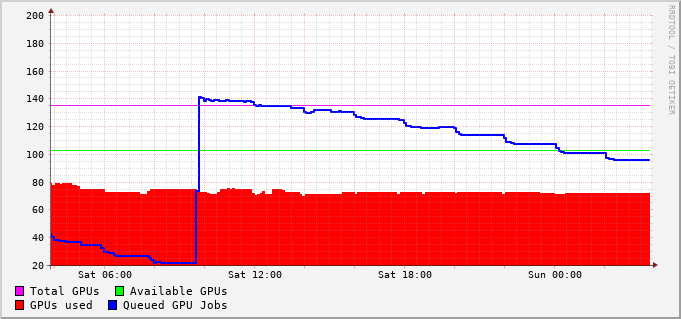 RRDTOOL / TOBI OETIKER
200
180
160
140
120
100
80
60
40
20
Sat 06:00 Sat 12:00 Sat 18:00 Sun 00:00
Total GPUs Available GPUs
GPUs used Queued GPU Jobs